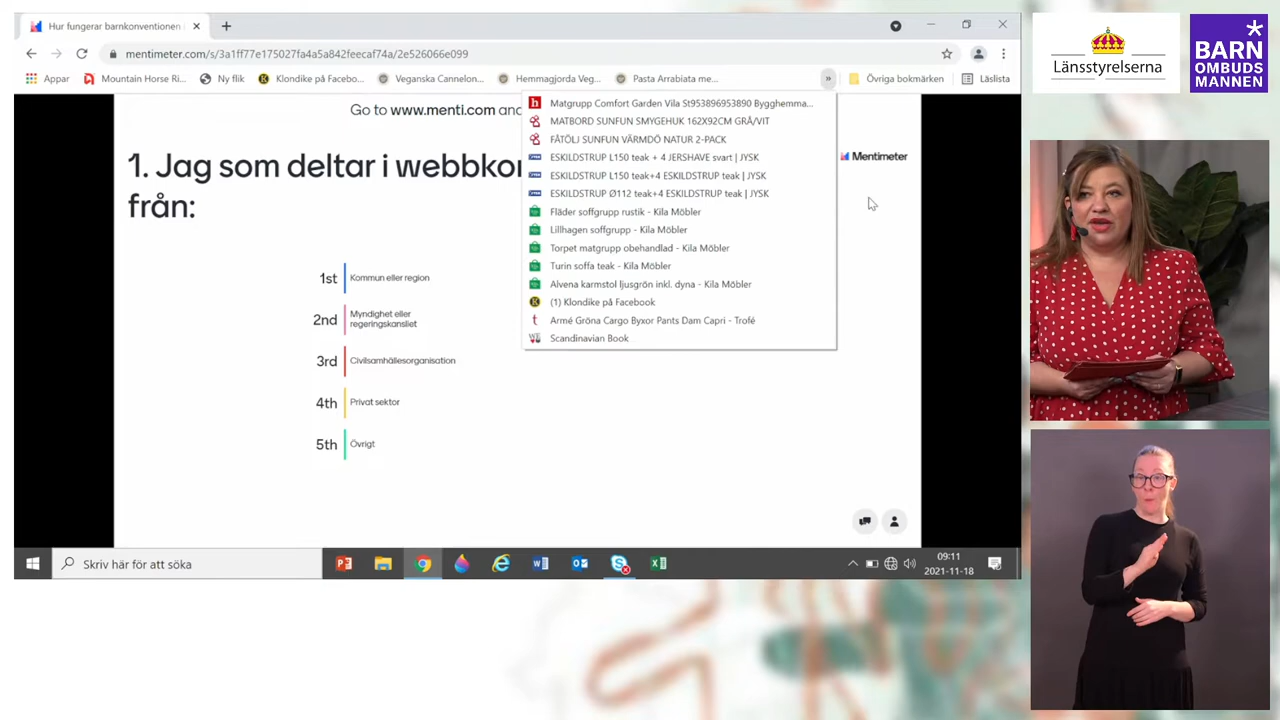 Hur fungerar barnkonventionen i
mentimeter.com/s/3a1ff77e175027fa4a5a842feecaf74a/2e526066e099
Appar
Mountain Horse Ri...
Ny flik
Klondike på Facebo...
Veganska Cannelon...
Hemmagjorda Veg...
Pasta Arrabiata me...
»
Övriga bokmärken
Läslista
Go to www.menti.com and
1. Jag som deltar i webbkon
från:
Mentimeter
1st Kommun eller region
2nd Myndighet eller
regeringskansliet
3rd Civilsamhällesorganisation
4th Privat sektor
5th Övrigt
Matgrupp Comfort Garden Vila St953896953890 Bygghemma...
MATBORD SUNFUN SMYGEHUK 162X92CM GRÅ/VIT
FÅTÖLJ SUNFUN VÄRMDÖ NATUR 2-PACK
ESKILDSTRUP L150 teak + 4 JERSHAVE svart | JYSK
ESKILDSTRUP L150 teak+4 ESKILDSTRUP teak | JYSK
ESKILDSTRUP Ø112 teak+4 ESKILDSTRUP teak | JYSK
Fläder soffgrupp rustik - Kila Möbler
Lillhagen soffgrupp - Kila Möbler
Torpet matgrupp obehandlad - Kila Möbler
Turin soffa teak - Kila Möbler
Alvena karmstol ljusgrön inkl. dyna - Kila Möbler
(1) Klondike på Facebook
Armé Gröna Cargo Byxor Pants Dam Capri - Trofé
Scandinavian Book
Skriv här för att söka
09:11
2021-11-18
Länsstyrelserna
BARN
OMBUDS
MANNEN